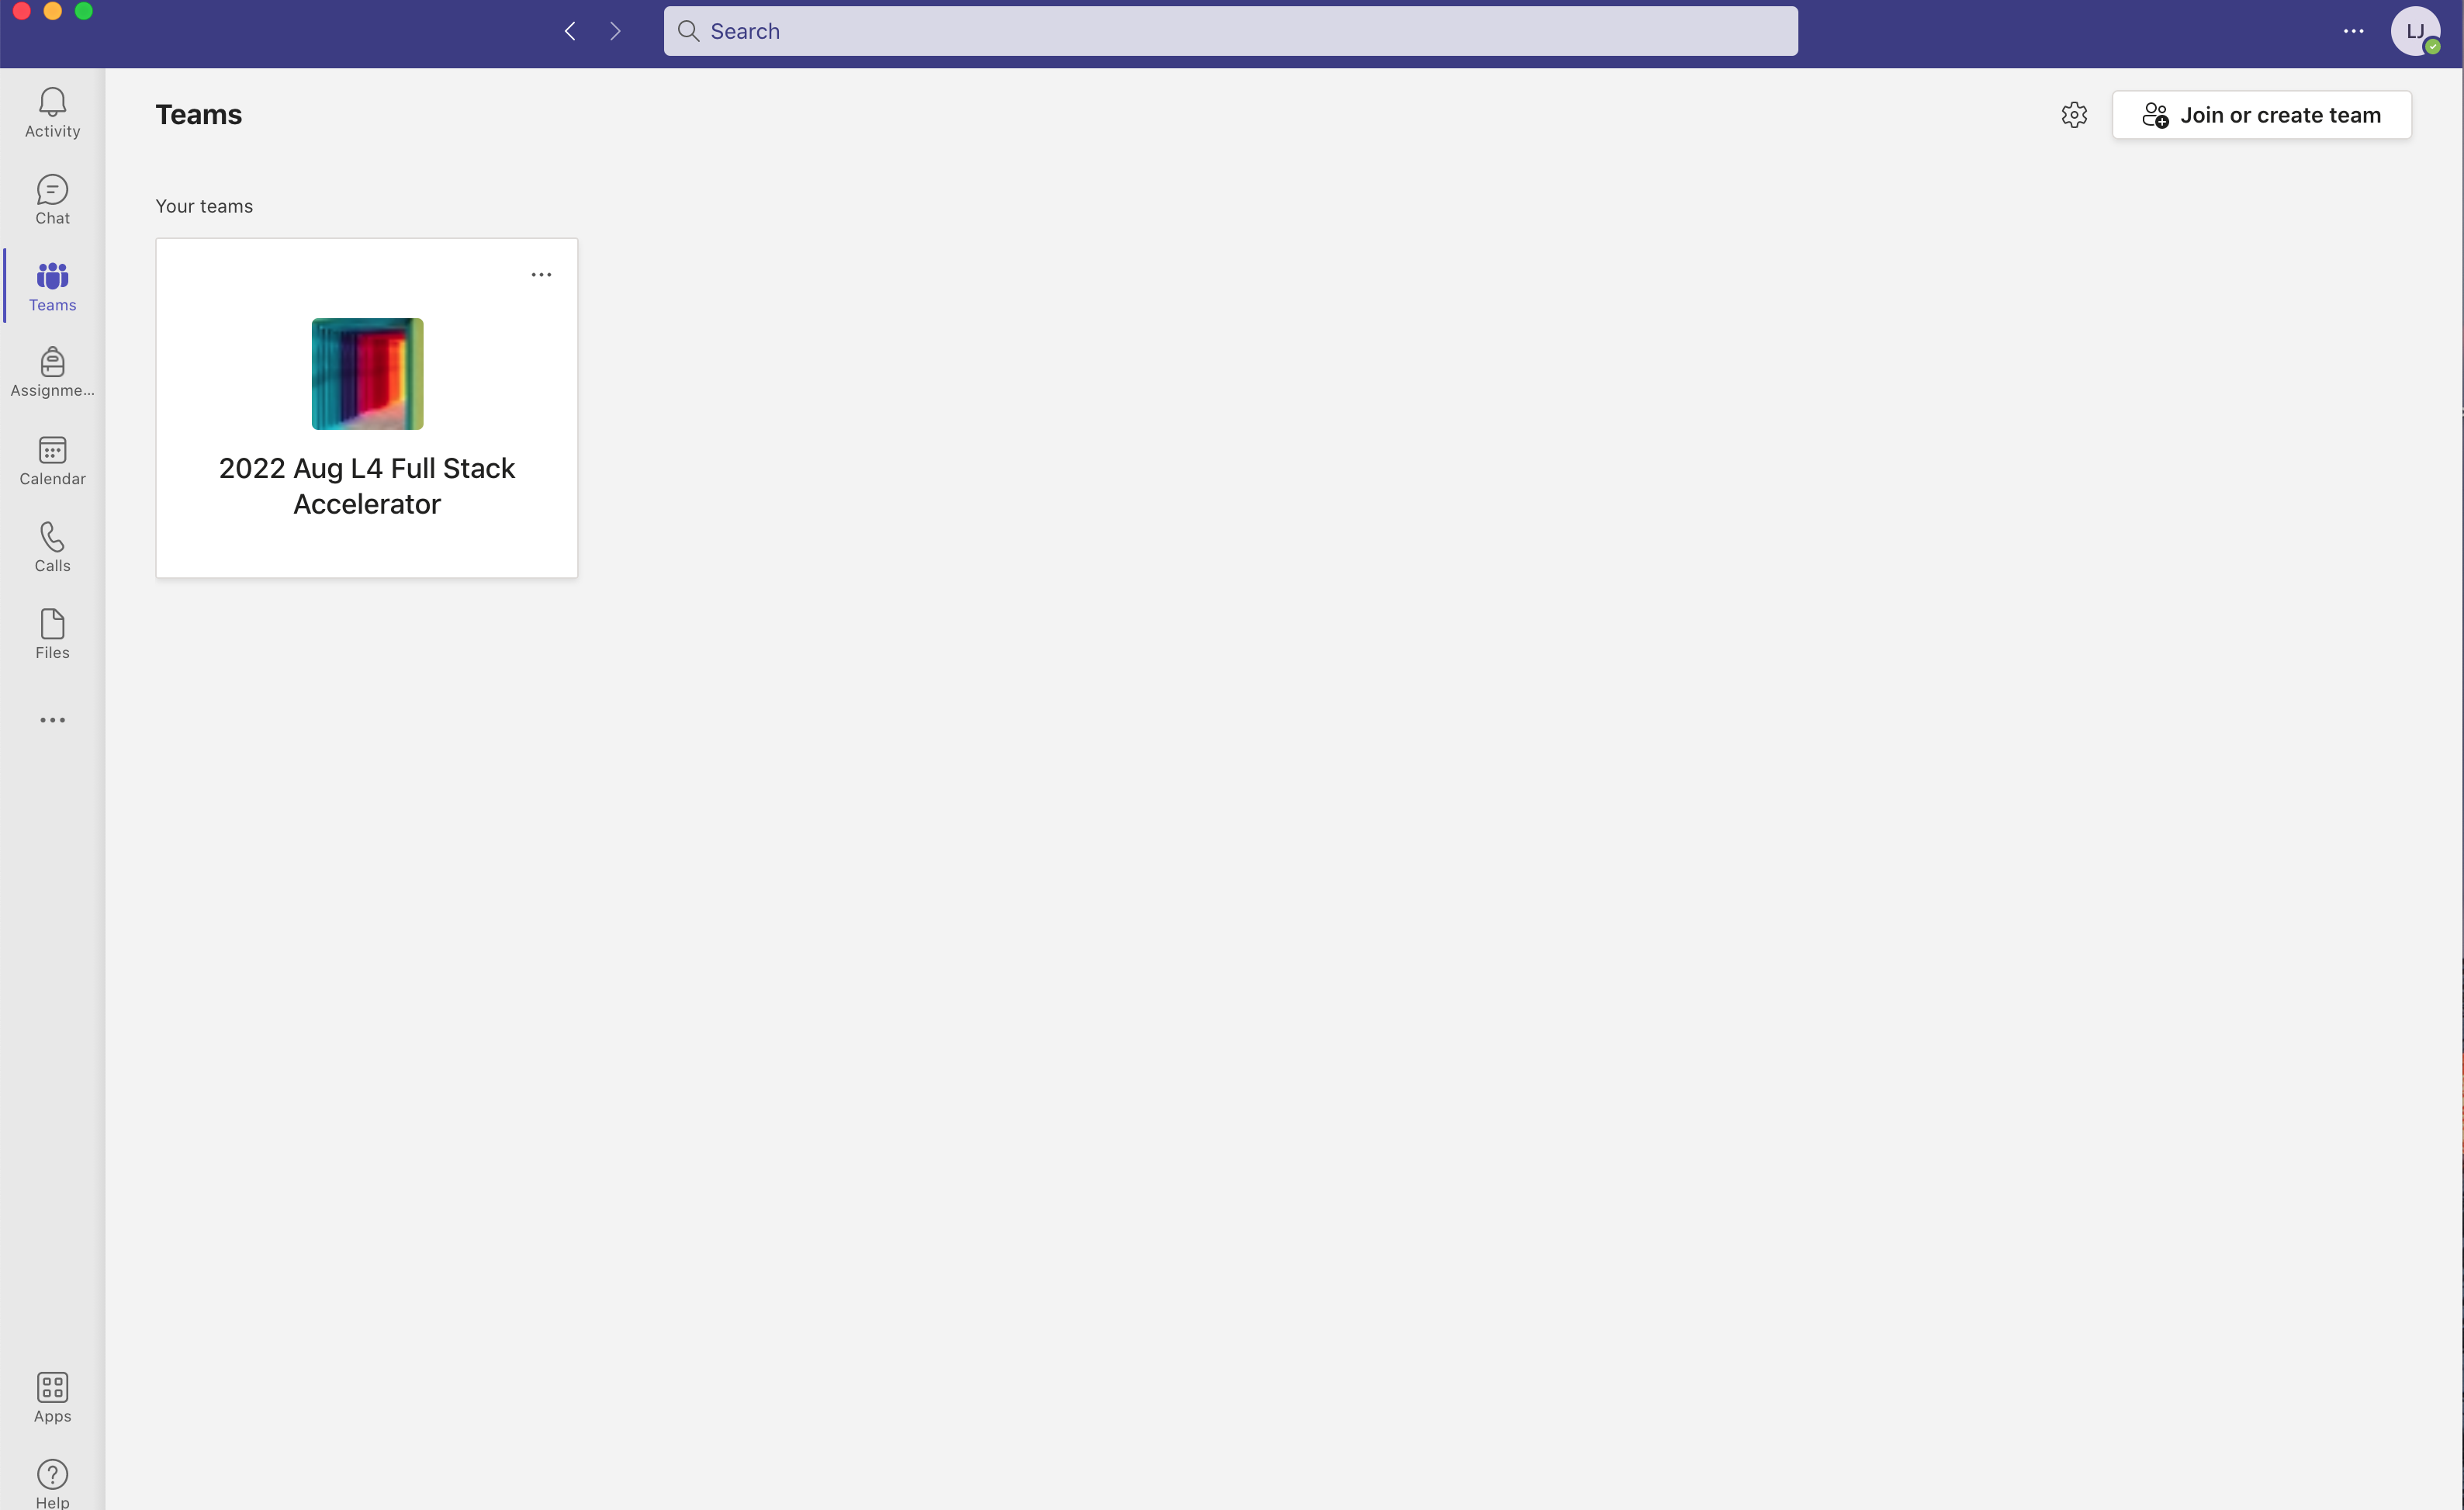 Search
LJ
Activity
Chat
Teams
Assignme...
Calendar
Calls
Files
Apps
Help
Teams
Join or create team
Your teams
2022 Aug L4 Full Stack
Accelerator